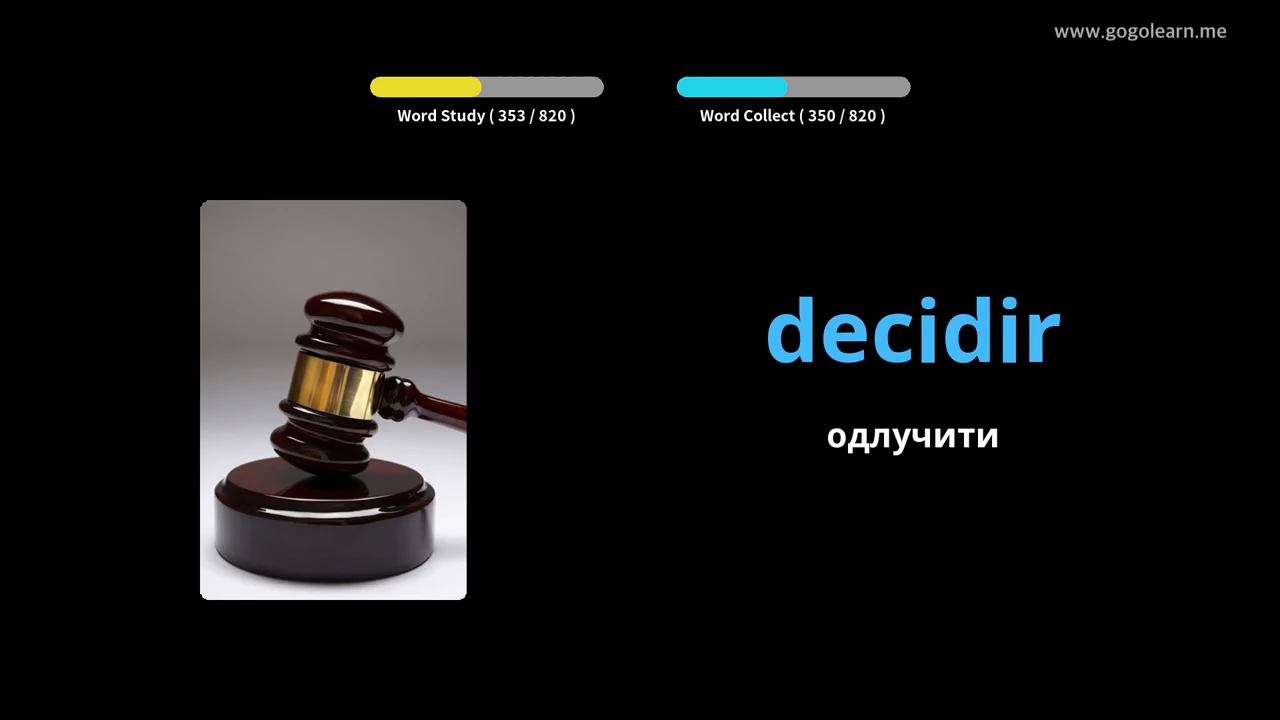 www.gogolearn.me
Word Study ( 353 / 820 )
Word Collect ( 350 / 820 )
decidir
одлучити